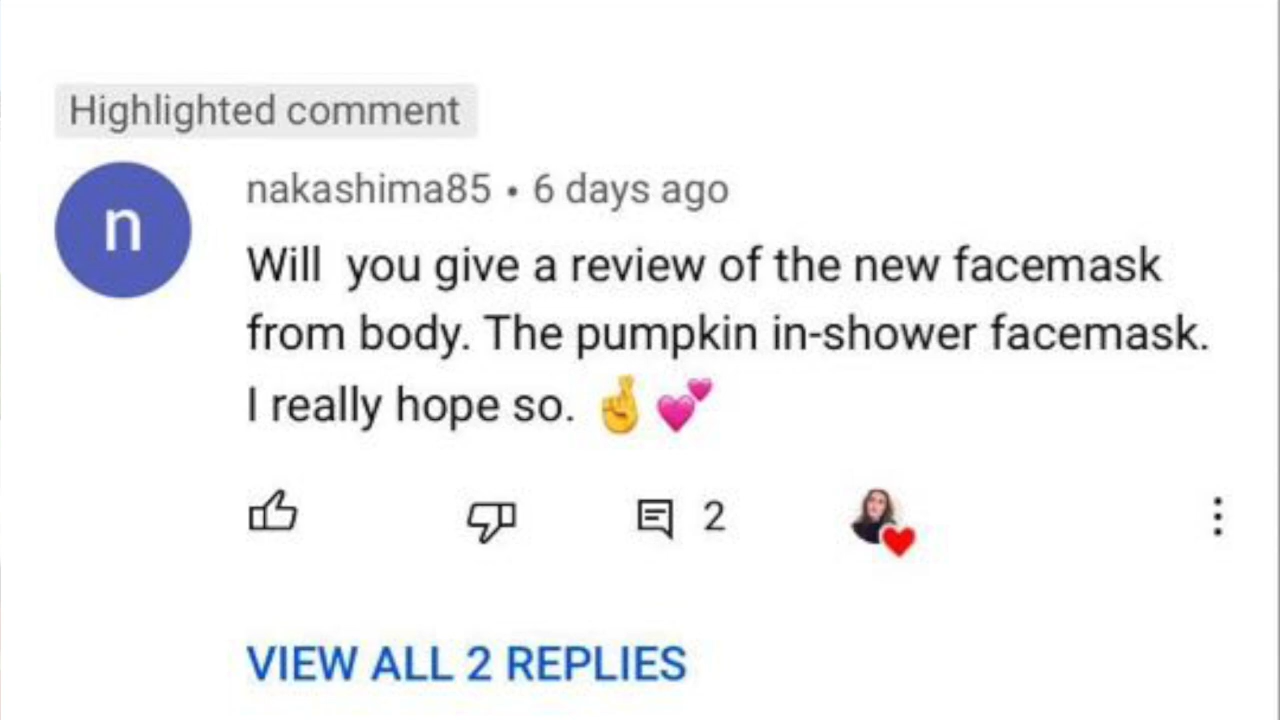 Highlighted comment
n
nakashima85 • 6 days ago
Will  you give a review of the new facemask
from body. The pumpkin in-shower facemask.
I really hope so. 🤞💕
2
VIEW ALL 2 REPLIES